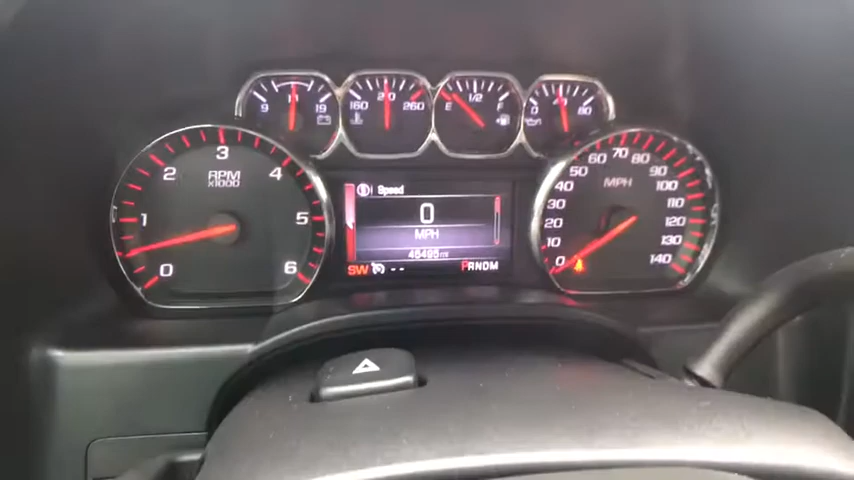 9 19
160 210 260
E 1/2 F
0 80
0 1 2 3 4 5 6
RPM
x1000
Speed
0
MPH
46495 mi
SW --
PRNDM
0 10 20 30 40 50 60 70 80 90 100 110 120 130 140
MPH